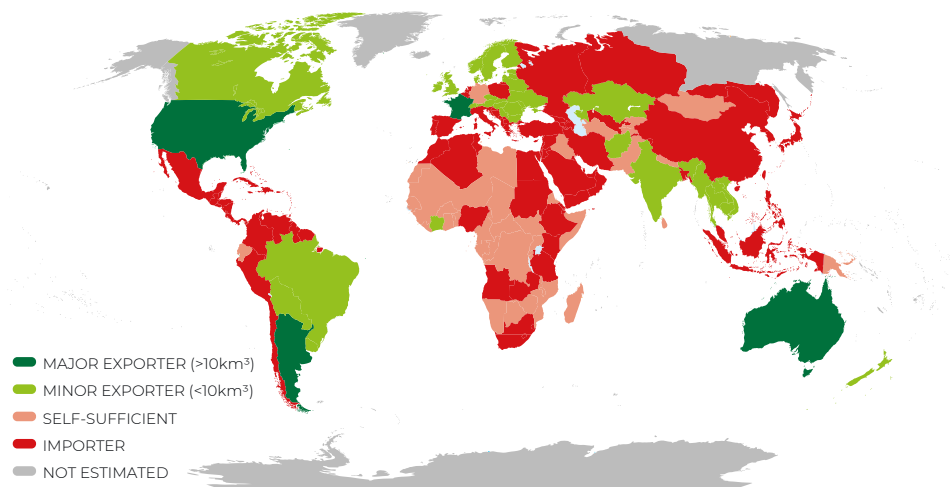 MAJOR EXPORTER (>10km³)
MINOR EXPORTER (<10km³)
SELF-SUFFICIENT
IMPORTER
NOT ESTIMATED